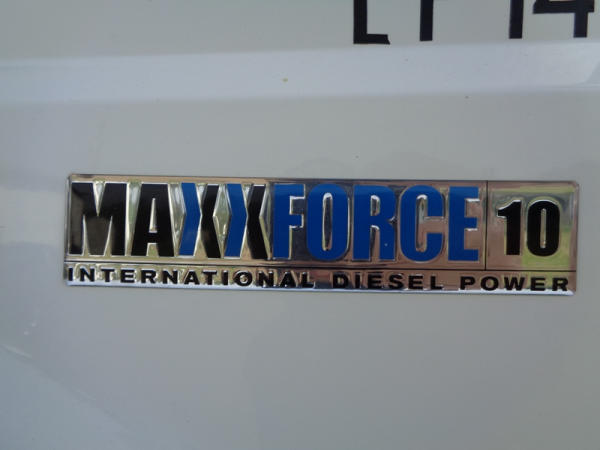 MAXXFORCE 10
INTERNATIONAL DIESEL POWER